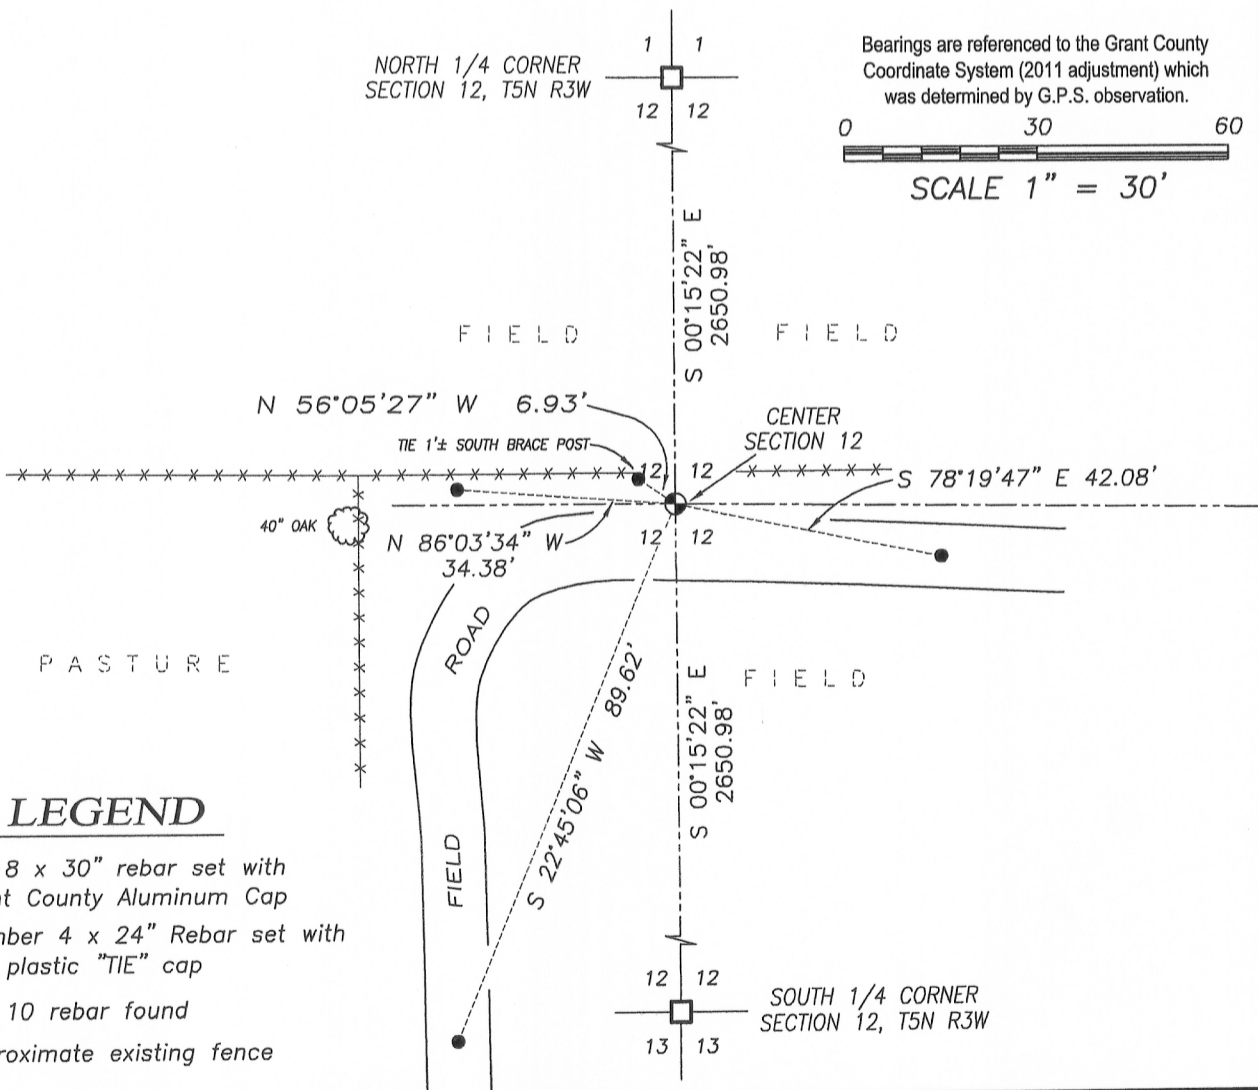 NORTH 1/4 CORNER
SECTION 12, T5N R3W
1 1
12 12
Bearings are referenced to the Grant County
Coordinate System (2011 adjustment) which
was determined by G.P.S. observation.
0 30 60
SCALE 1" = 30'
S 00°15'22" E
2650.98'
FIELD
FIELD
N 56°05'27" W 6.93'
TIE 1'± SOUTH BRACE POST
CENTER
SECTION 12
12 12
S 78°19'47" E 42.08'
40" OAK
N 86°03'34" W
34.38'
12 12
ROAD
PASTURE
FIELD
S 22°45'06" W 89.62'
S 00°15'22" E
2650.98'
FIELD
LEGEND
8 x 30" rebar set with
t County Aluminum Cap
ber 4 x 24" Rebar set with
plastic "TIE" cap
10 rebar found
roximate existing fence
12 12
13 13
SOUTH 1/4 CORNER
SECTION 12, T5N R3W